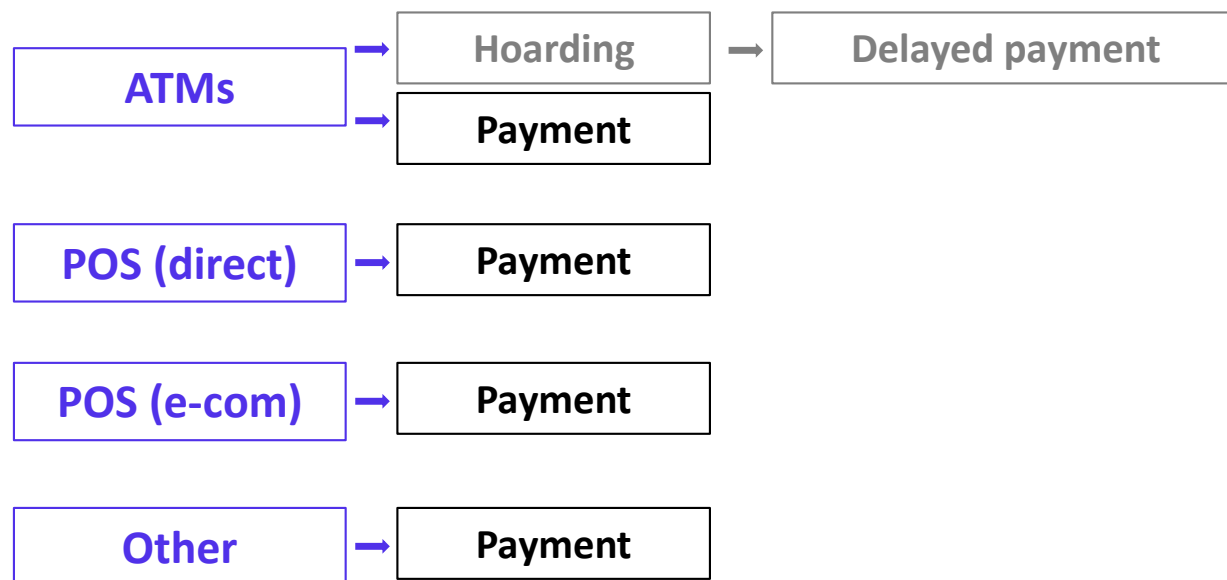 ATMs
Hoarding
Delayed payment
Payment
POS (direct)
Payment
POS (e-com)
Payment
Other
Payment